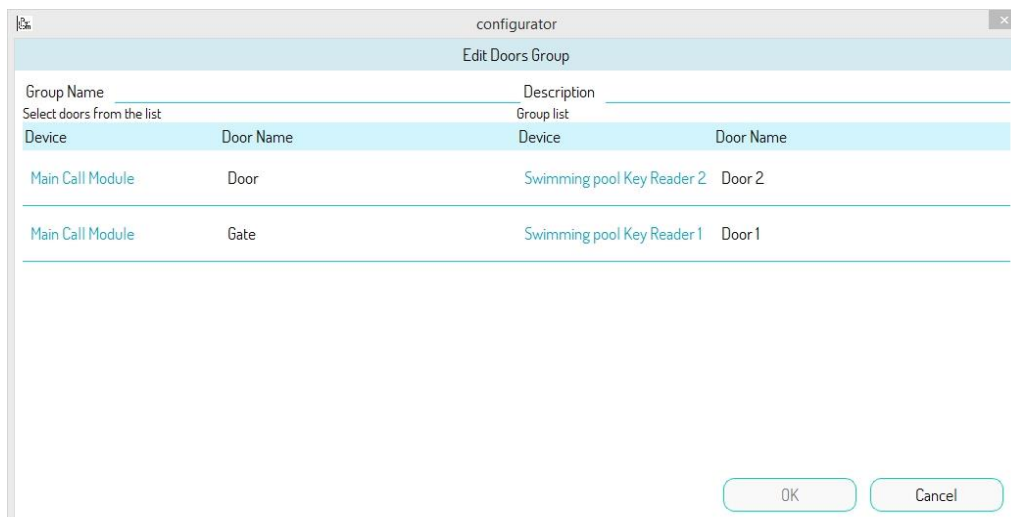 configurator
Edit Doors Group
Group Name Description
Select doors from the list Group list
Device Door Name Device Door Name
Main Call Module Door Swimming pool Key Reader 2 Door 2
Main Call Module Gate Swimming pool Key Reader 1 Door 1
OK Cancel